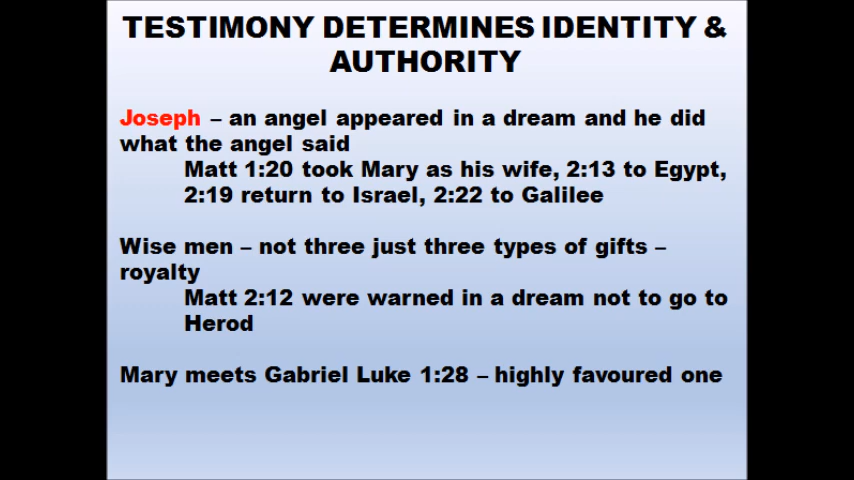 TESTIMONY DETERMINES IDENTITY &
AUTHORITY
Joseph – an angel appeared in a dream and he did
what the angel said
Matt 1:20 took Mary as his wife, 2:13 to Egypt,
2:19 return to Israel, 2:22 to Galilee
Wise men – not three just three types of gifts –
royalty
Matt 2:12 were warned in a dream not to go to
Herod
Mary meets Gabriel Luke 1:28 – highly favoured one